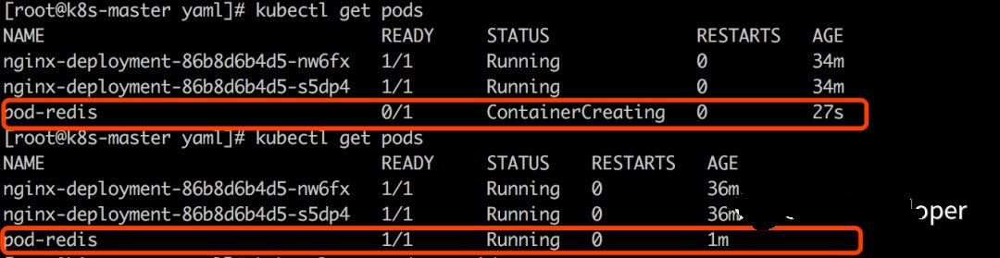 [root@k8s-master yaml]# kubectl get pods
NAME READY STATUS RESTARTS AGE
nginx-deployment-86b8d6b4d5-nw6fx 1/1 Running 0 34m
nginx-deployment-86b8d6b4d5-s5dp4 1/1 Running 0 34m
pod-redis 0/1 ContainerCreating 0 27s
[root@k8s-master yaml]# kubectl get pods
NAME READY STATUS RESTARTS AGE
nginx-deployment-86b8d6b4d5-nw6fx 1/1 Running 0 36m
nginx-deployment-86b8d6b4d5-s5dp4 1/1 Running 0 36m
oper
pod-redis 1/1 Running 0 1m